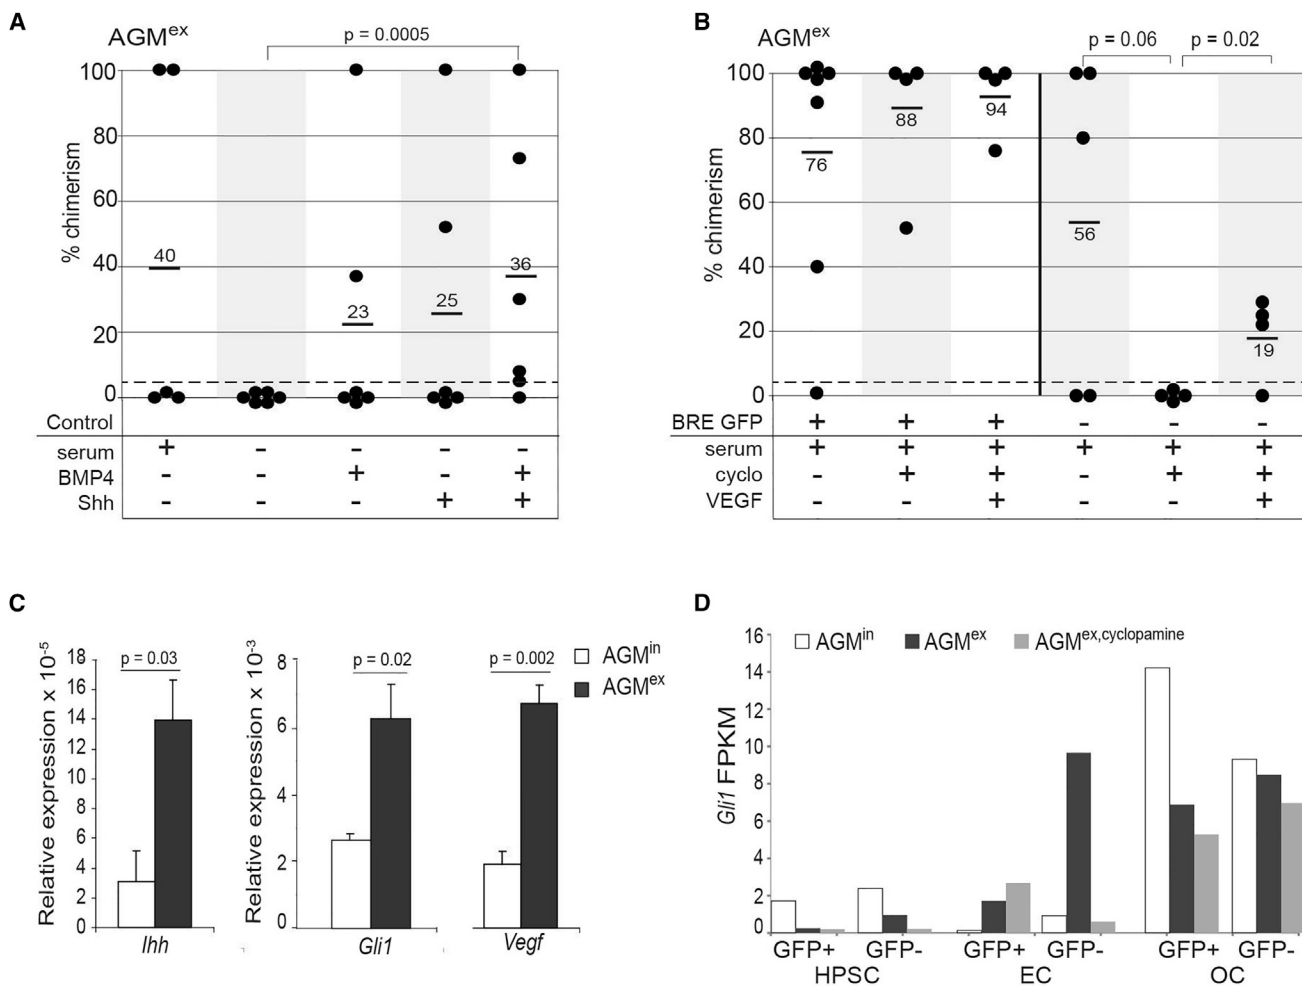 A
AGMex
p = 0.0005
% chimerism
100
80
60
40
20
0
40
23
25
36
Control
serum + - - - -
BMP4 - - + - +
Shh - - - + +
B
AGMex
p = 0.06
p = 0.02
% chimerism
100
80
60
40
20
0
76
88
94
56
19
BRE GFP + + + - - -
serum + + + + + +
cyclo - + + - + +
VEGF - - + - - +
C
Relative expression x 10-5
18
16
14
12
10
8
6
4
2
0
p = 0.03
Ihh
Relative expression x 10-3
8
6
4
2
0
p = 0.02
p = 0.002
Gli1
Vegf
AGMin
AGMex
D
Gli1 FPKM
16
14
12
10
8
6
4
2
0
AGMin
AGMex
AGMex,cyclopamine
GFP+ GFP- GFP+ GFP- GFP+ GFP-
HPSC EC OC